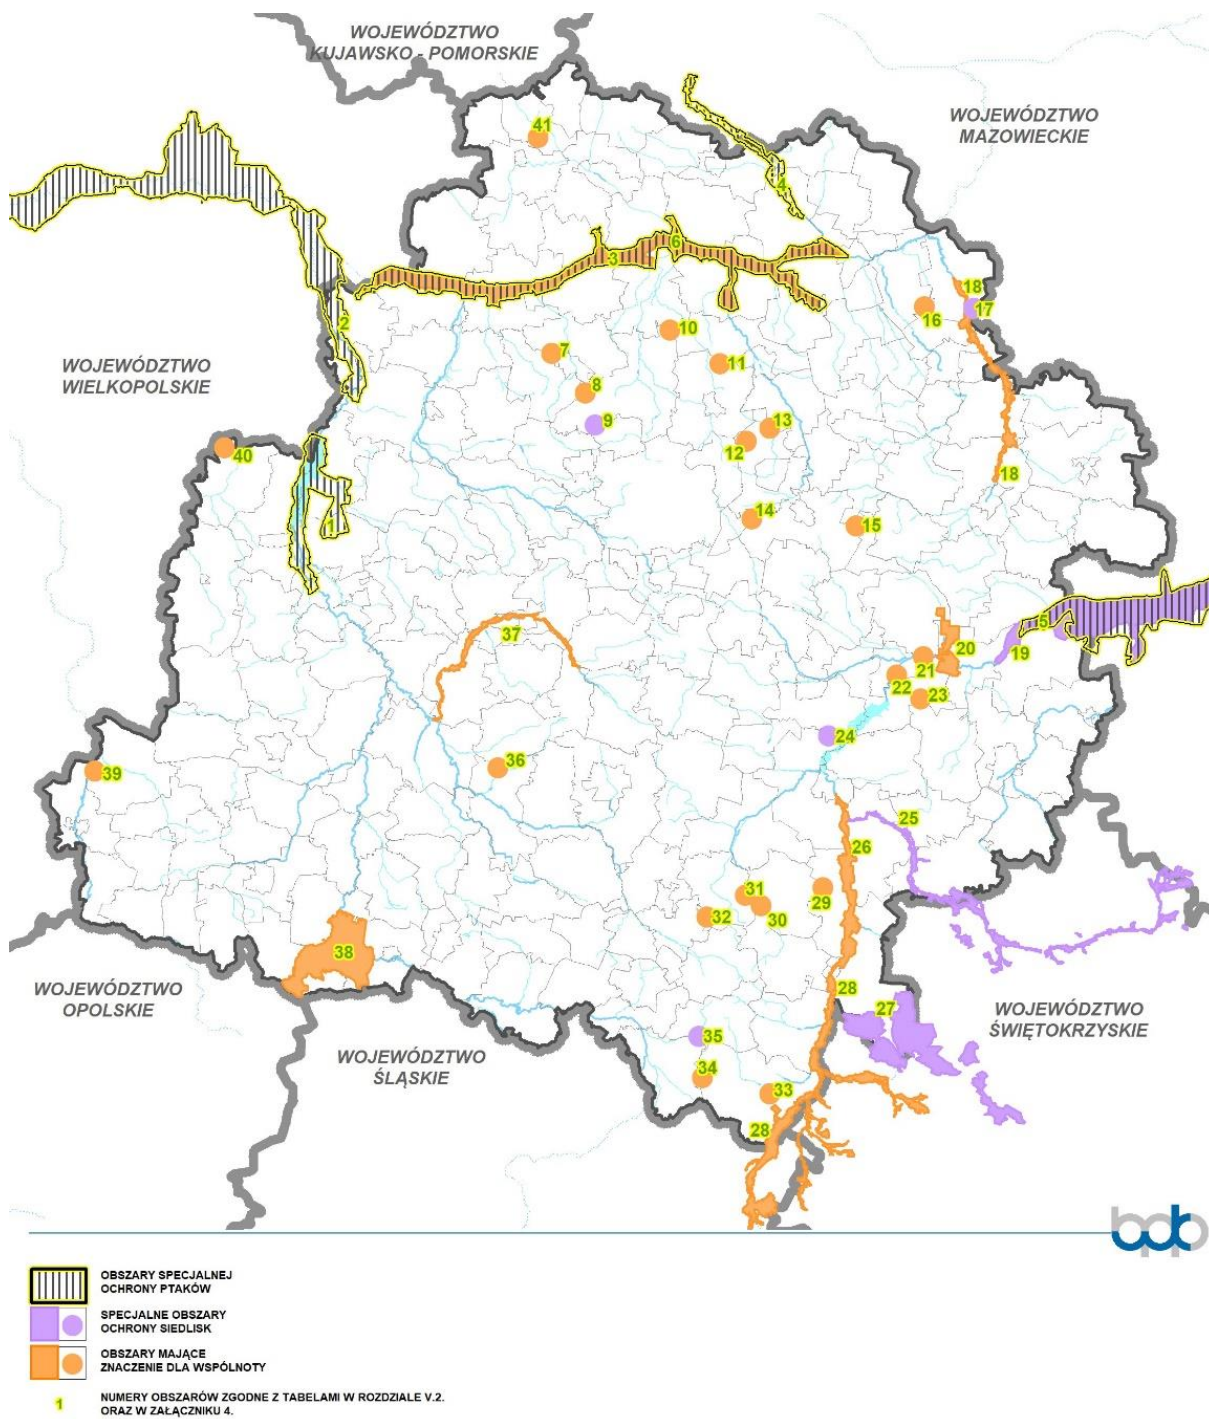 WOJEWÓDZTWO
KUJAWSKO - POMORSKIE
WOJEWÓDZTWO
MAZOWIECKIE
41
4
6
3
18
17
16
2
10
7
11
WOJEWÓDZTWO
WIELKOPOLSKIE
8
9
13
12
40
18
14
1
15
5
37
20
19
21
22
23
24
36
39
25
26
31
29
32
30
38
28
WOJEWÓDZTWO
OPOLSKIE
27
WOJEWÓDZTWO
ŚWIĘTOKRZYSKIE
35
WOJEWÓDZTWO
ŚLĄSKIE
34
33
28
bpp
OBSZARY SPECJALNEJ
OCHRONY PTAKÓW
SPECJALNE OBSZARY
OCHRONY SIEDLISK
OBSZARY MAJĄCE
ZNACZENIE DLA WSPÓLNOTY
1
NUMERY OBSZARÓW ZGODNE Z TABELAMI W ROZDZIALE V.2.
ORAZ W ZAŁĄCZNIKU 4.